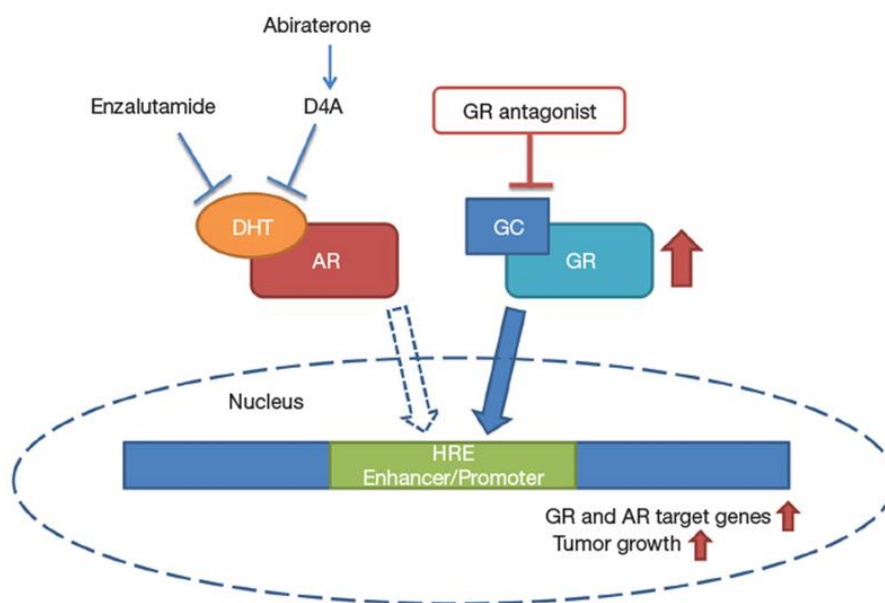 Abiraterone
Enzalutamide
D4A
GR antagonist
DHT
AR
GC
GR
Nucleus
HRE
Enhancer/Promoter
GR and AR target genes
Tumor growth